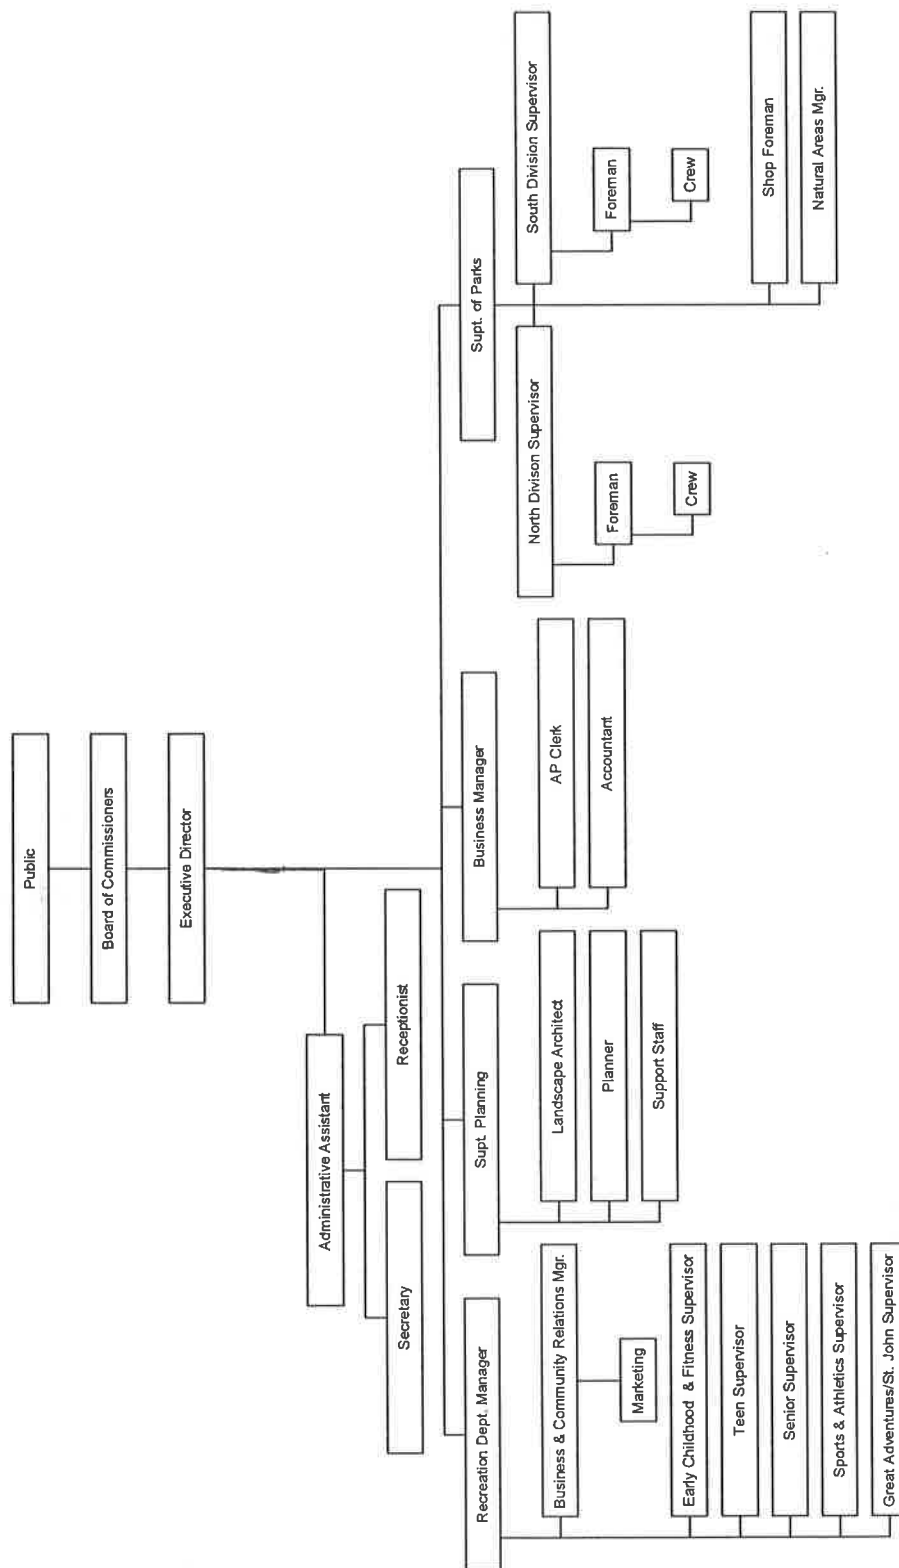 Public
Board of Commissioners
Executive Director
Administrative Assistant
Secretary
Receptionist
Recreation Dept. Manager
Supt. Planning
Business Manager
Supt. of Parks
Business & Community Relations Mgr.
Marketing
Early Childhood & Fitness Supervisor
Teen Supervisor
Senior Supervisor
Sports & Athletics Supervisor
Great Adventures/St. John Supervisor
Landscape Architect
Planner
Support Staff
AP Clerk
Accountant
North Divison Supervisor
Foreman
Crew
South Division Supervisor
Foreman
Crew
Shop Foreman
Natural Areas Mgr.